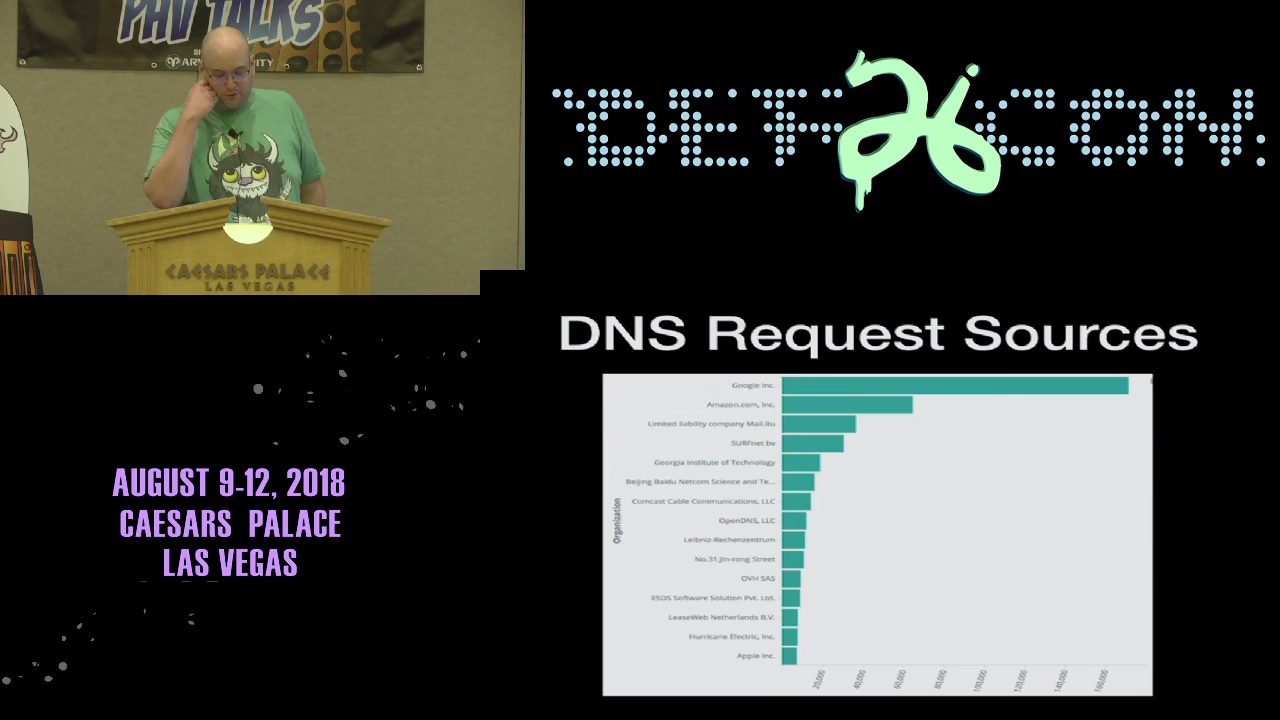 PHV TALKS
DEF CON
AUGUST 9-12, 2018
CAESARS PALACE
LAS VEGAS
CAESARS PALACE
LAS VEGAS
DNS Request Sources
Google Inc.
Amazon.com, Inc.
Limited liability company Mail.Ru
SURFnet bv
Georgia Institute of Technology
Beijing Baidu Netcom Science and Te...
Comcast Cable Communications, LLC
OpenDNS, LLC
Leibniz-Rechenzentrum
No.31,Jin-rong Street
OVH SAS
ESDS Software Solution Pvt. Ltd.
LeaseWeb Netherlands B.V.
Hurricane Electric, Inc.
Apple Inc.
Organization
20,000
40,000
60,000
80,000
100,000
120,000
140,000
160,000